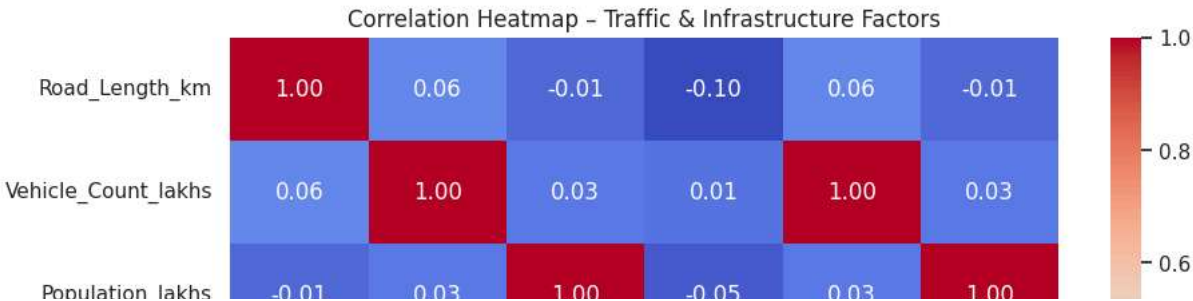 Correlation Heatmap – Traffic & Infrastructure Factors
Road_Length_km 1.00 0.06 -0.01 -0.10 0.06 -0.01 1.0
Vehicle_Count_lakhs 0.06 1.00 0.03 0.01 1.00 0.03 0.8
Population_lakhs -0.01 0.03 1.00 -0.05 0.03 1.00 0.6